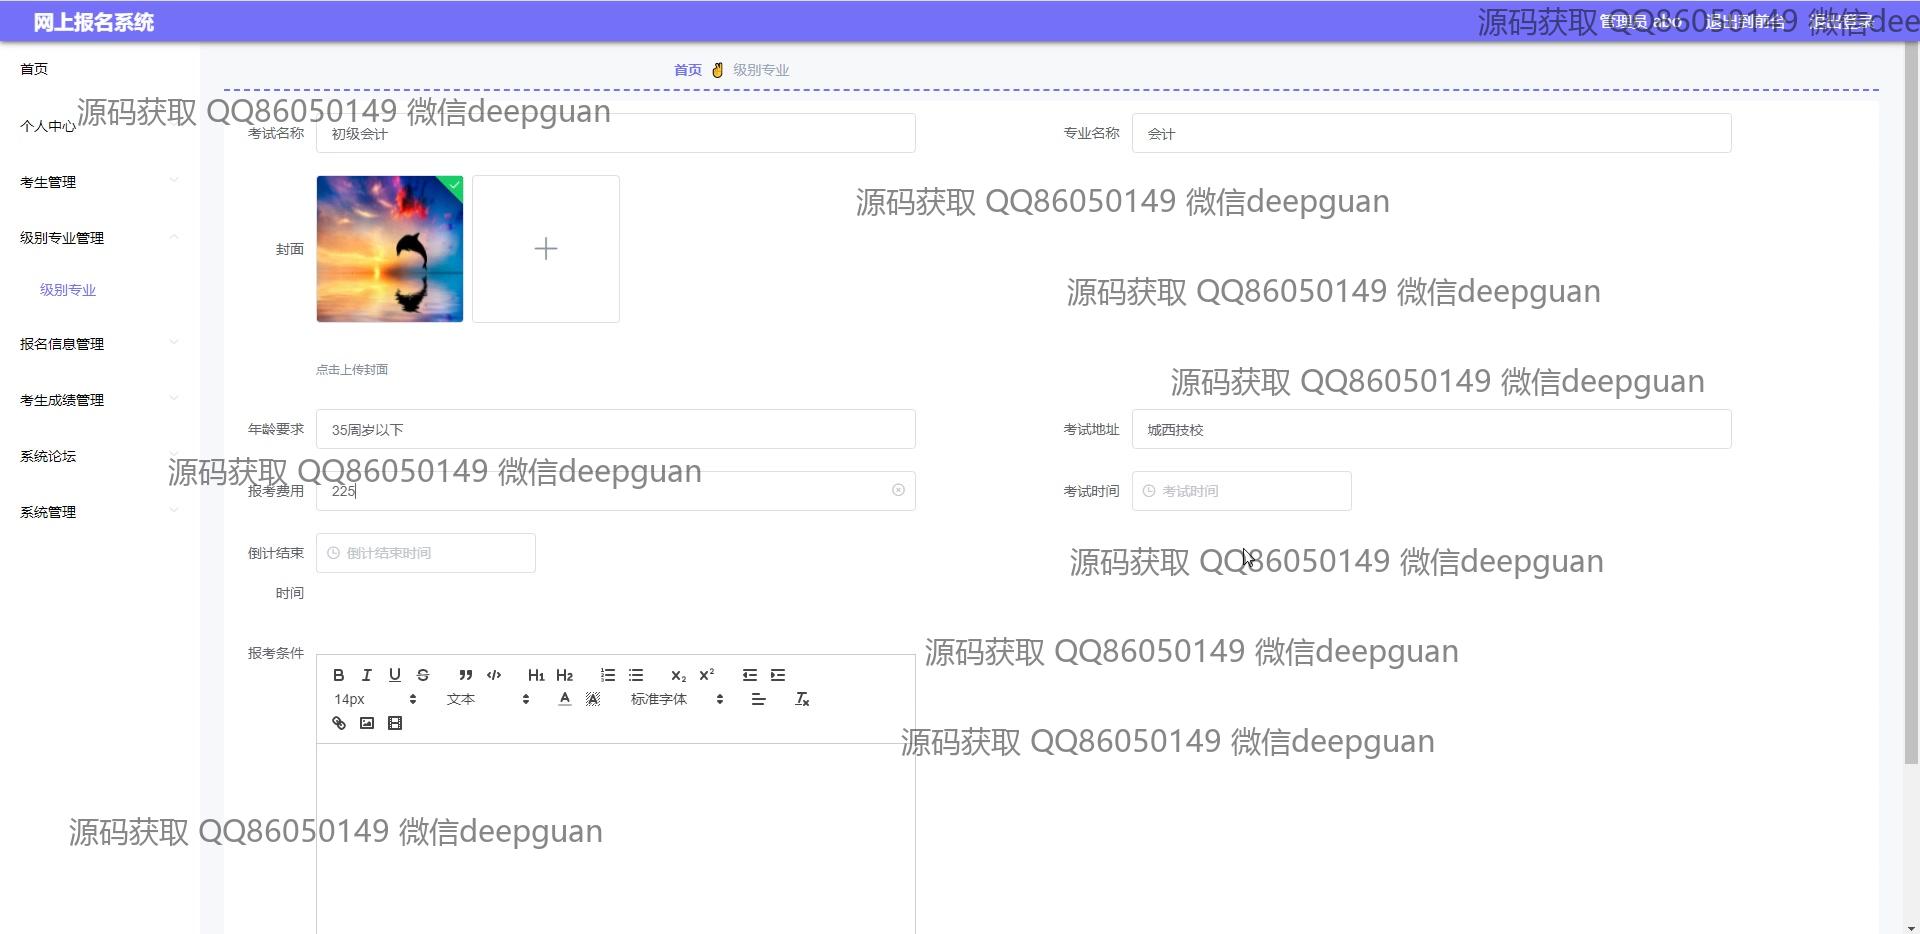 网上报名系统
管理员 abo 退出到前台 退出登录
源码获取 QQ86050149 微信dee
首页
首页 级别专业
个人中心
源码获取 QQ86050149 微信deepguan
考试名称 初级会计
专业名称 会计
考生管理
源码获取 QQ86050149 微信deepguan
级别专业管理
封面
级别专业
源码获取 QQ86050149 微信deepguan
报名信息管理
点击上传封面
源码获取 QQ86050149 微信deepguan
考生成绩管理
年龄要求 35周岁以下
考试地址 城西技校
系统论坛
源码获取 QQ86050149 微信deepguan
报考费用 225
考试时间 考试时间
系统管理
倒计结束时间 倒计结束时间
源码获取 QQ86050149 微信deepguan
报考条件
源码获取 QQ86050149 微信deepguan
B I U S H1 H2 X₂ X²
14px 文本 A A 标准字体 Tx
源码获取 QQ86050149 微信deepguan
源码获取 QQ86050149 微信deepguan